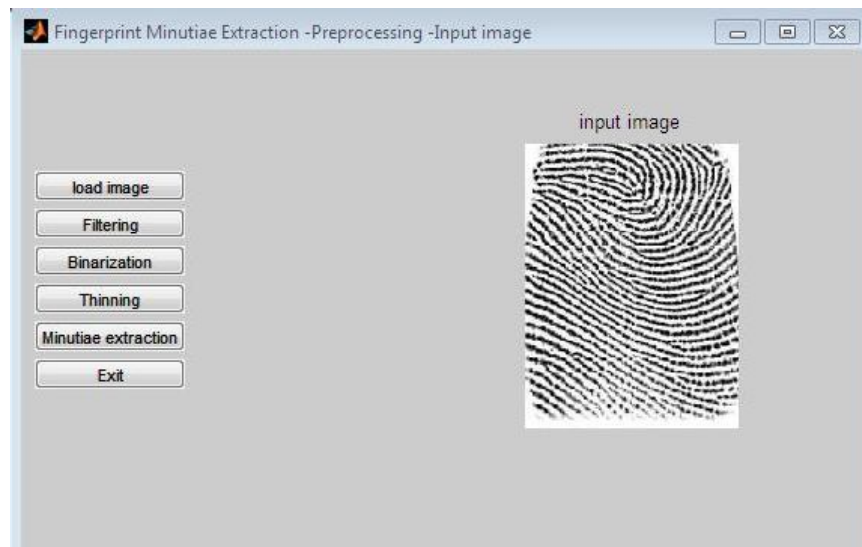 Fingerprint Minutiae Extraction -Preprocessing -Input image
input image
load image
Filtering
Binarization
Thinning
Minutiae extraction
Exit